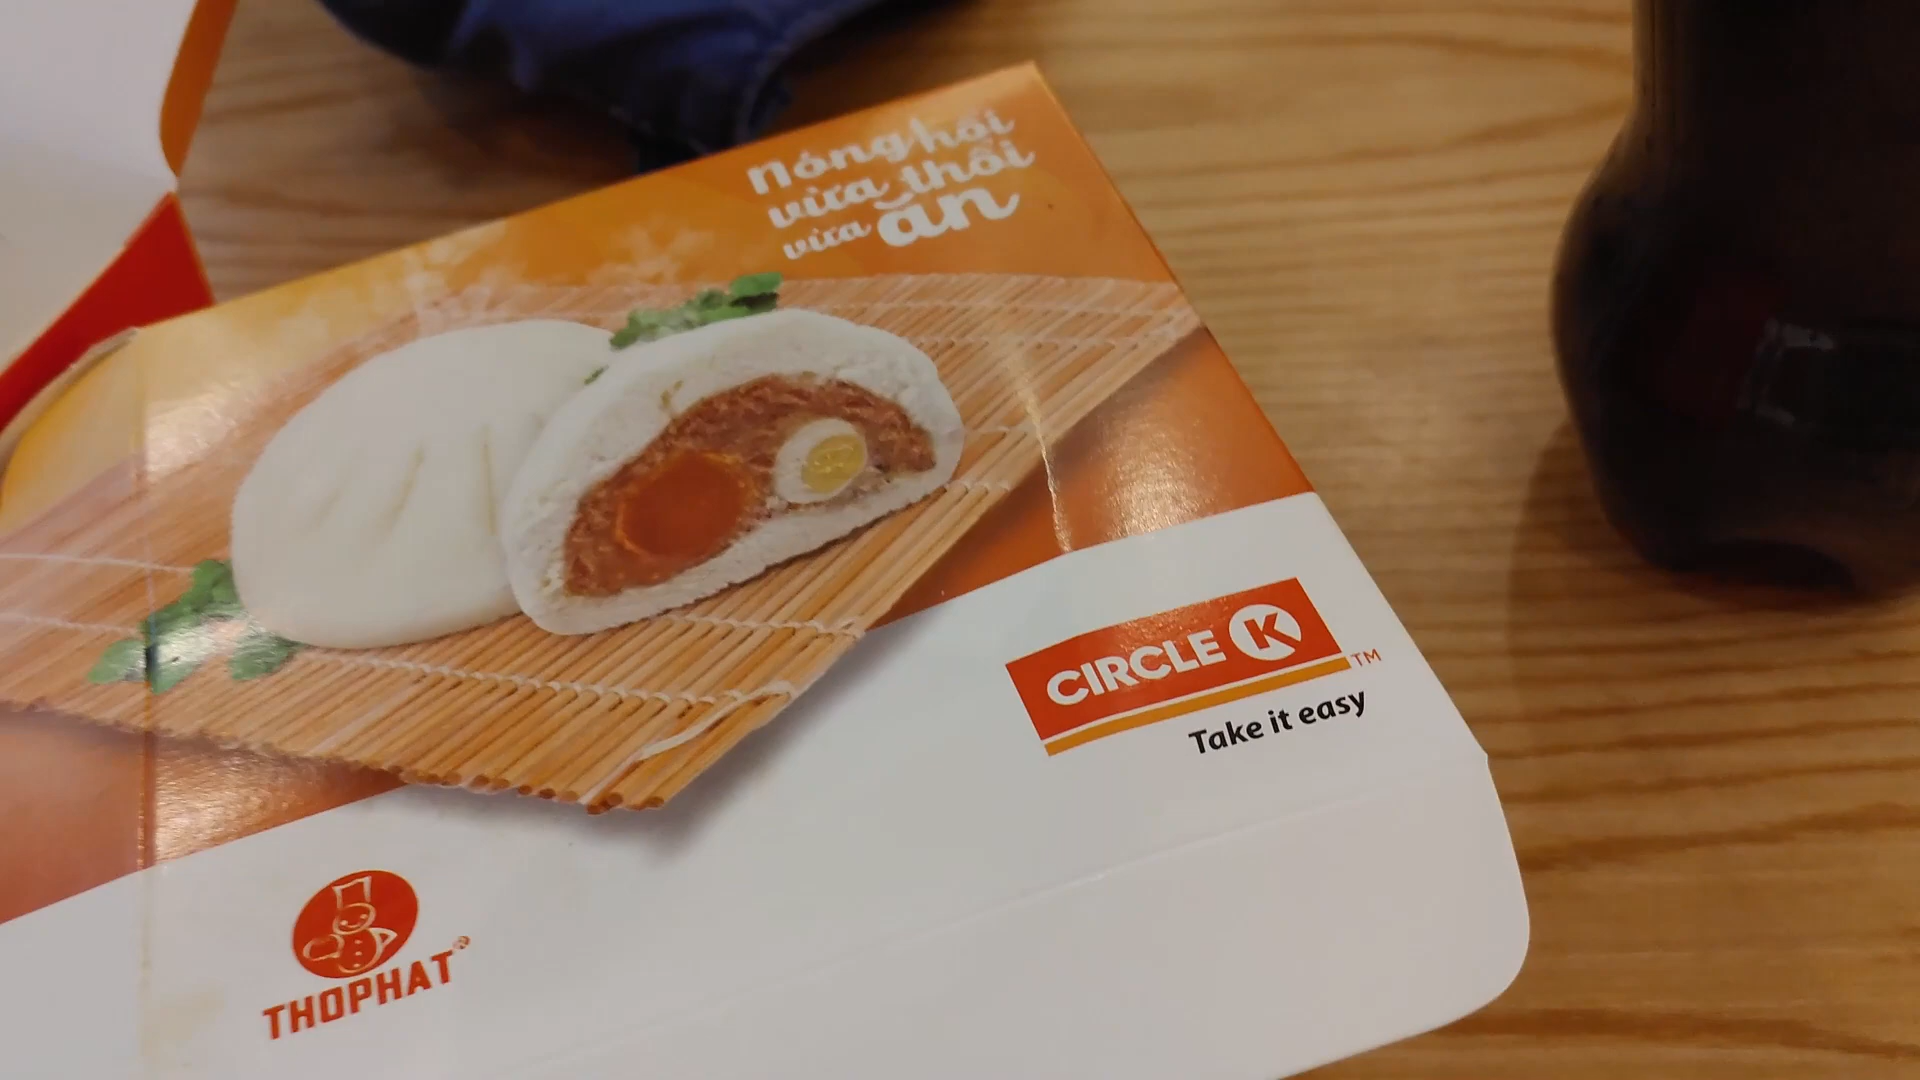 Nóng hổi
vừa thổi
vừa ăn
CIRCLE K TM
Take it easy
THOPHAT®